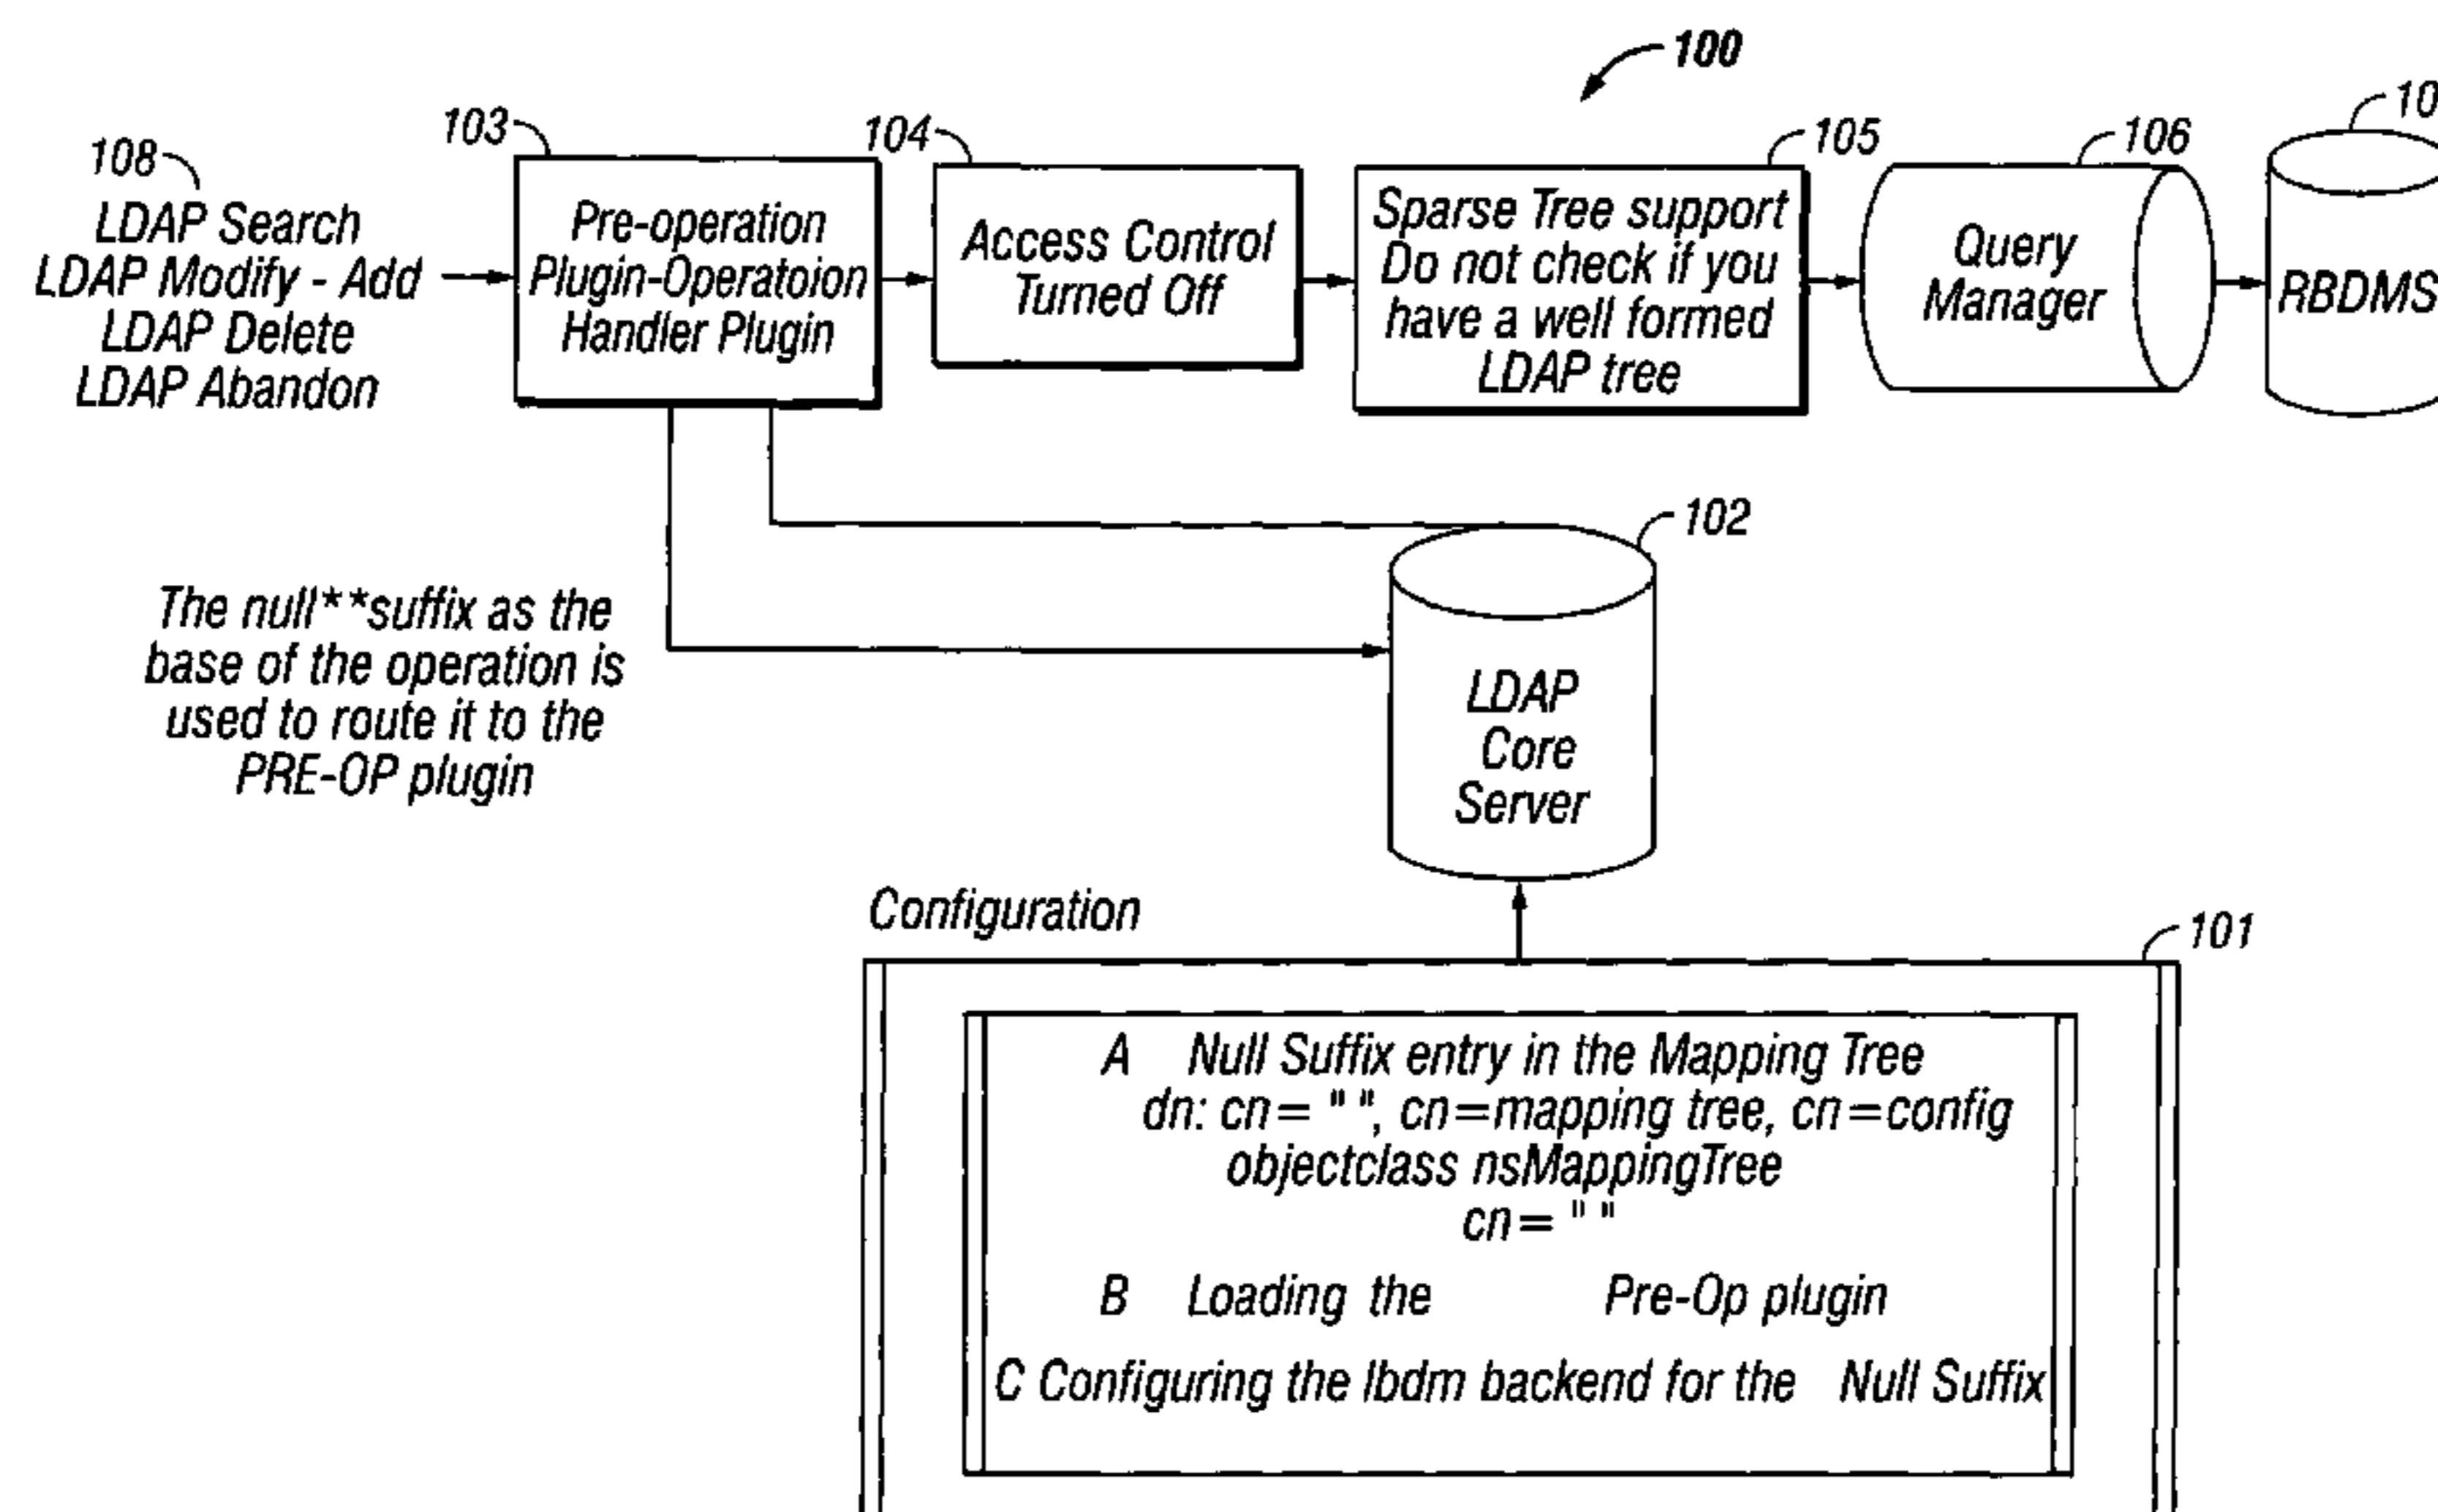 100
108
LDAP Search
LDAP Modify - Add
LDAP Delete
LDAP Abandon
103
Pre-operation
Plugin-Operatoion
Handler Plugin
104
Access Control
Turned Off
105
Sparse Tree support
Do not check if you
have a well formed
LDAP tree
106
Query
Manager
RBDMS
The null**suffix as the
base of the operation is
used to route it to the
PRE-OP plugin
102
LDAP
Core
Server
Configuration
101
A Null Suffix entry in the Mapping Tree
dn: cn= " ", cn=mapping tree, cn=config
objectclass nsMappingTree
cn= " "
B Loading the Pre-Op plugin
C Configuring the lbdm backend for the Null Suffix